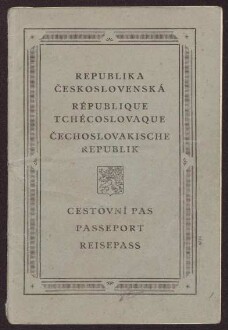 REPUBLIKA
ČESKOSLOVENSKÁ
RÉPUBLIQUE
TCHÉCOSLOVAQUE
ČECHOSLOVAKISCHE
REPUBLIK
CESTOVNÍ PAS
PASSEPORT
REISEPASS